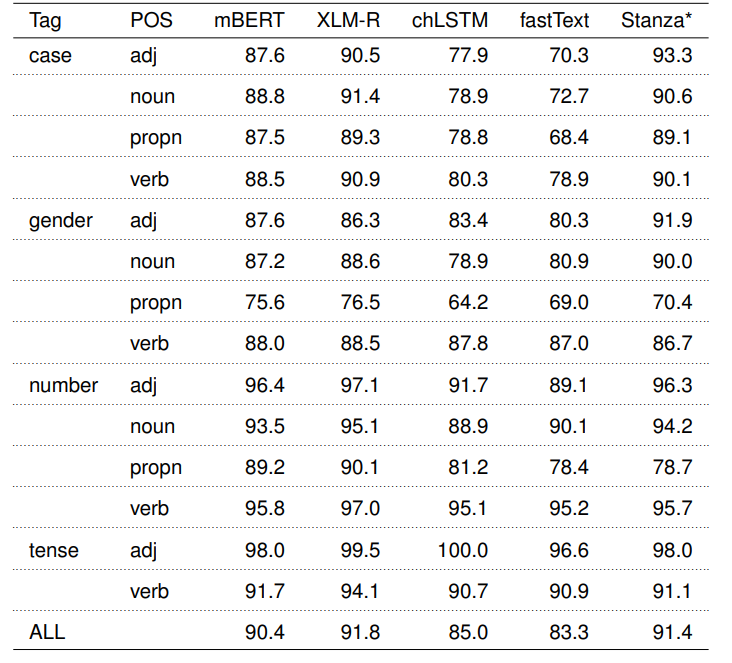 Tag POS mBERT XLM-R chLSTM fastText Stanza*
case adj 87.6 90.5 77.9 70.3 93.3
noun 88.8 91.4 78.9 72.7 90.6
propn 87.5 89.3 78.8 68.4 89.1
verb 88.5 90.9 80.3 78.9 90.1
gender adj 87.6 86.3 83.4 80.3 91.9
noun 87.2 88.6 78.9 80.9 90.0
propn 75.6 76.5 64.2 69.0 70.4
verb 88.0 88.5 87.8 87.0 86.7
number adj 96.4 97.1 91.7 89.1 96.3
noun 93.5 95.1 88.9 90.1 94.2
propn 89.2 90.1 81.2 78.4 78.7
verb 95.8 97.0 95.1 95.2 95.7
tense adj 98.0 99.5 100.0 96.6 98.0
verb 91.7 94.1 90.7 90.9 91.1
ALL 90.4 91.8 85.0 83.3 91.4